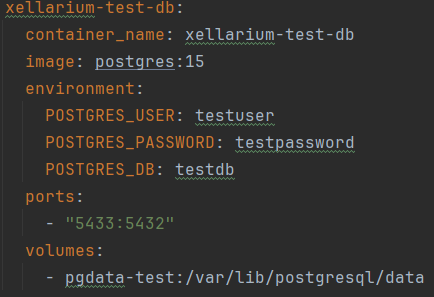 xellarium-test-db:
container_name: xellarium-test-db
image: postgres:15
environment:
POSTGRES_USER: testuser
POSTGRES_PASSWORD: testpassword
POSTGRES_DB: testdb
ports:
- "5433:5432"
volumes:
- pgdata-test:/var/lib/postgresql/data